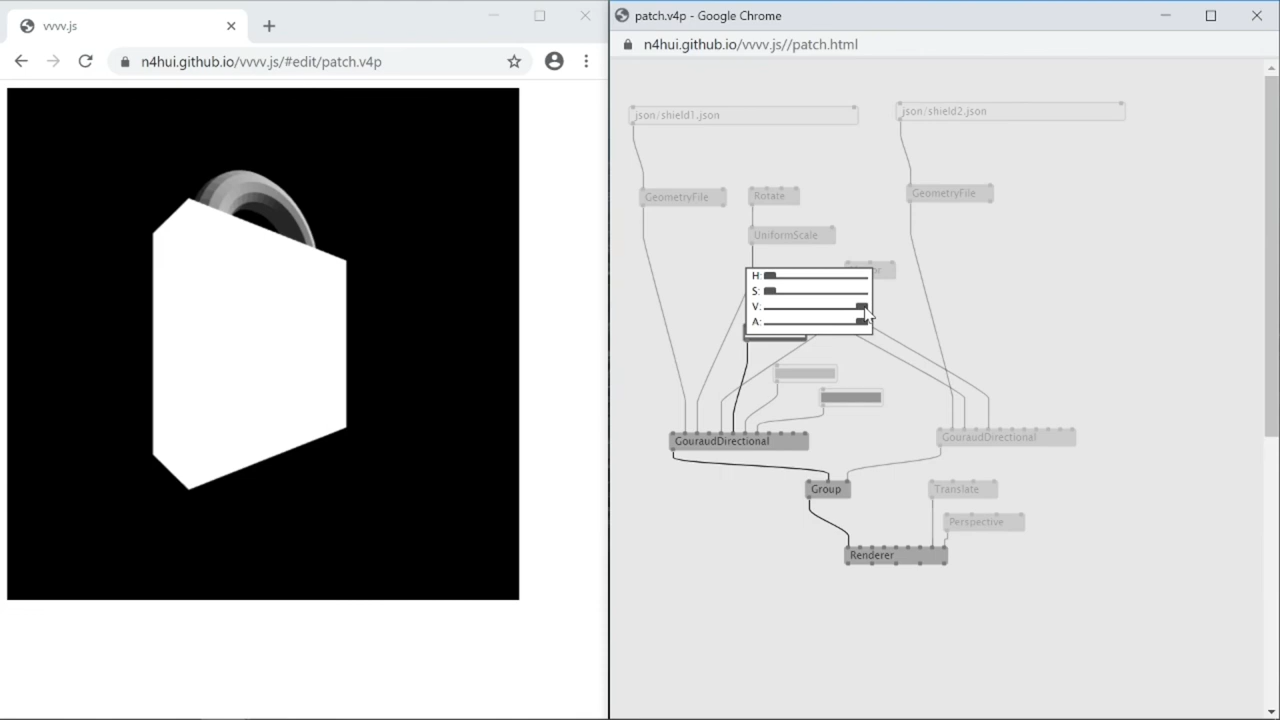 vvvv.js
n4hui.github.io/vvvv.js/#edit/patch.v4p
patch.v4p - Google Chrome
n4hui.github.io/vvvv.js//patch.html
json/shield1.json
json/shield2.json
GeometryFile
Rotate
GeometryFile
UniformScale
H:
S:
V:
A:
GouraudDirectional
GouraudDirectional
Group
Translate
Perspective
Renderer